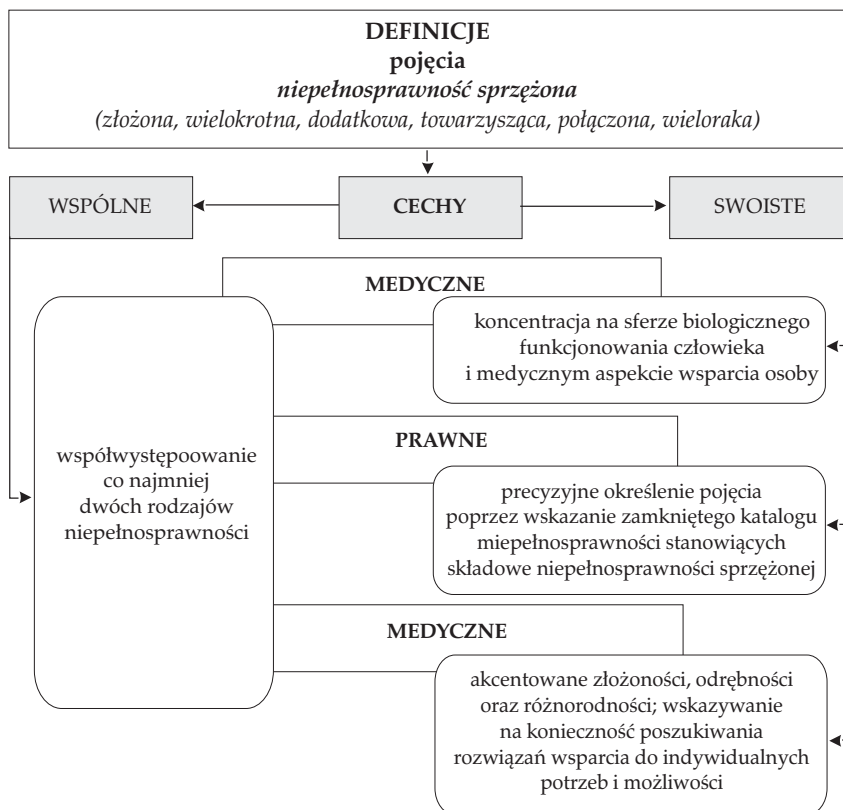 DEFINICJE
pojęcia
niepełnosprawność sprzężona
(złożona, wielokrotna, dodatkowa, towarzysząca, połączona, wieloraka)
WSPÓLNE
CECHY
SWOISTE
MEDYCZNE
koncentracja na sferze biologicznego
funkcjonowania człowieka
i medycznym aspekcie wsparcia osoby
współwystępoowanie
co najmniej
dwóch rodzajów
niepełnosprawności
PRAWNE
precyzyjne określenie pojęcia
poprzez wskazanie zamkniętego katalogu
miepełnosprawności stanowiących
składowe niepełnosprawności sprzężonej
MEDYCZNE
akcentowane złożoności, odrębności
oraz różnorodności; wskazywanie
na konieczność poszukiwania
rozwiązań wsparcia do indywidualnych
potrzeb i możliwości